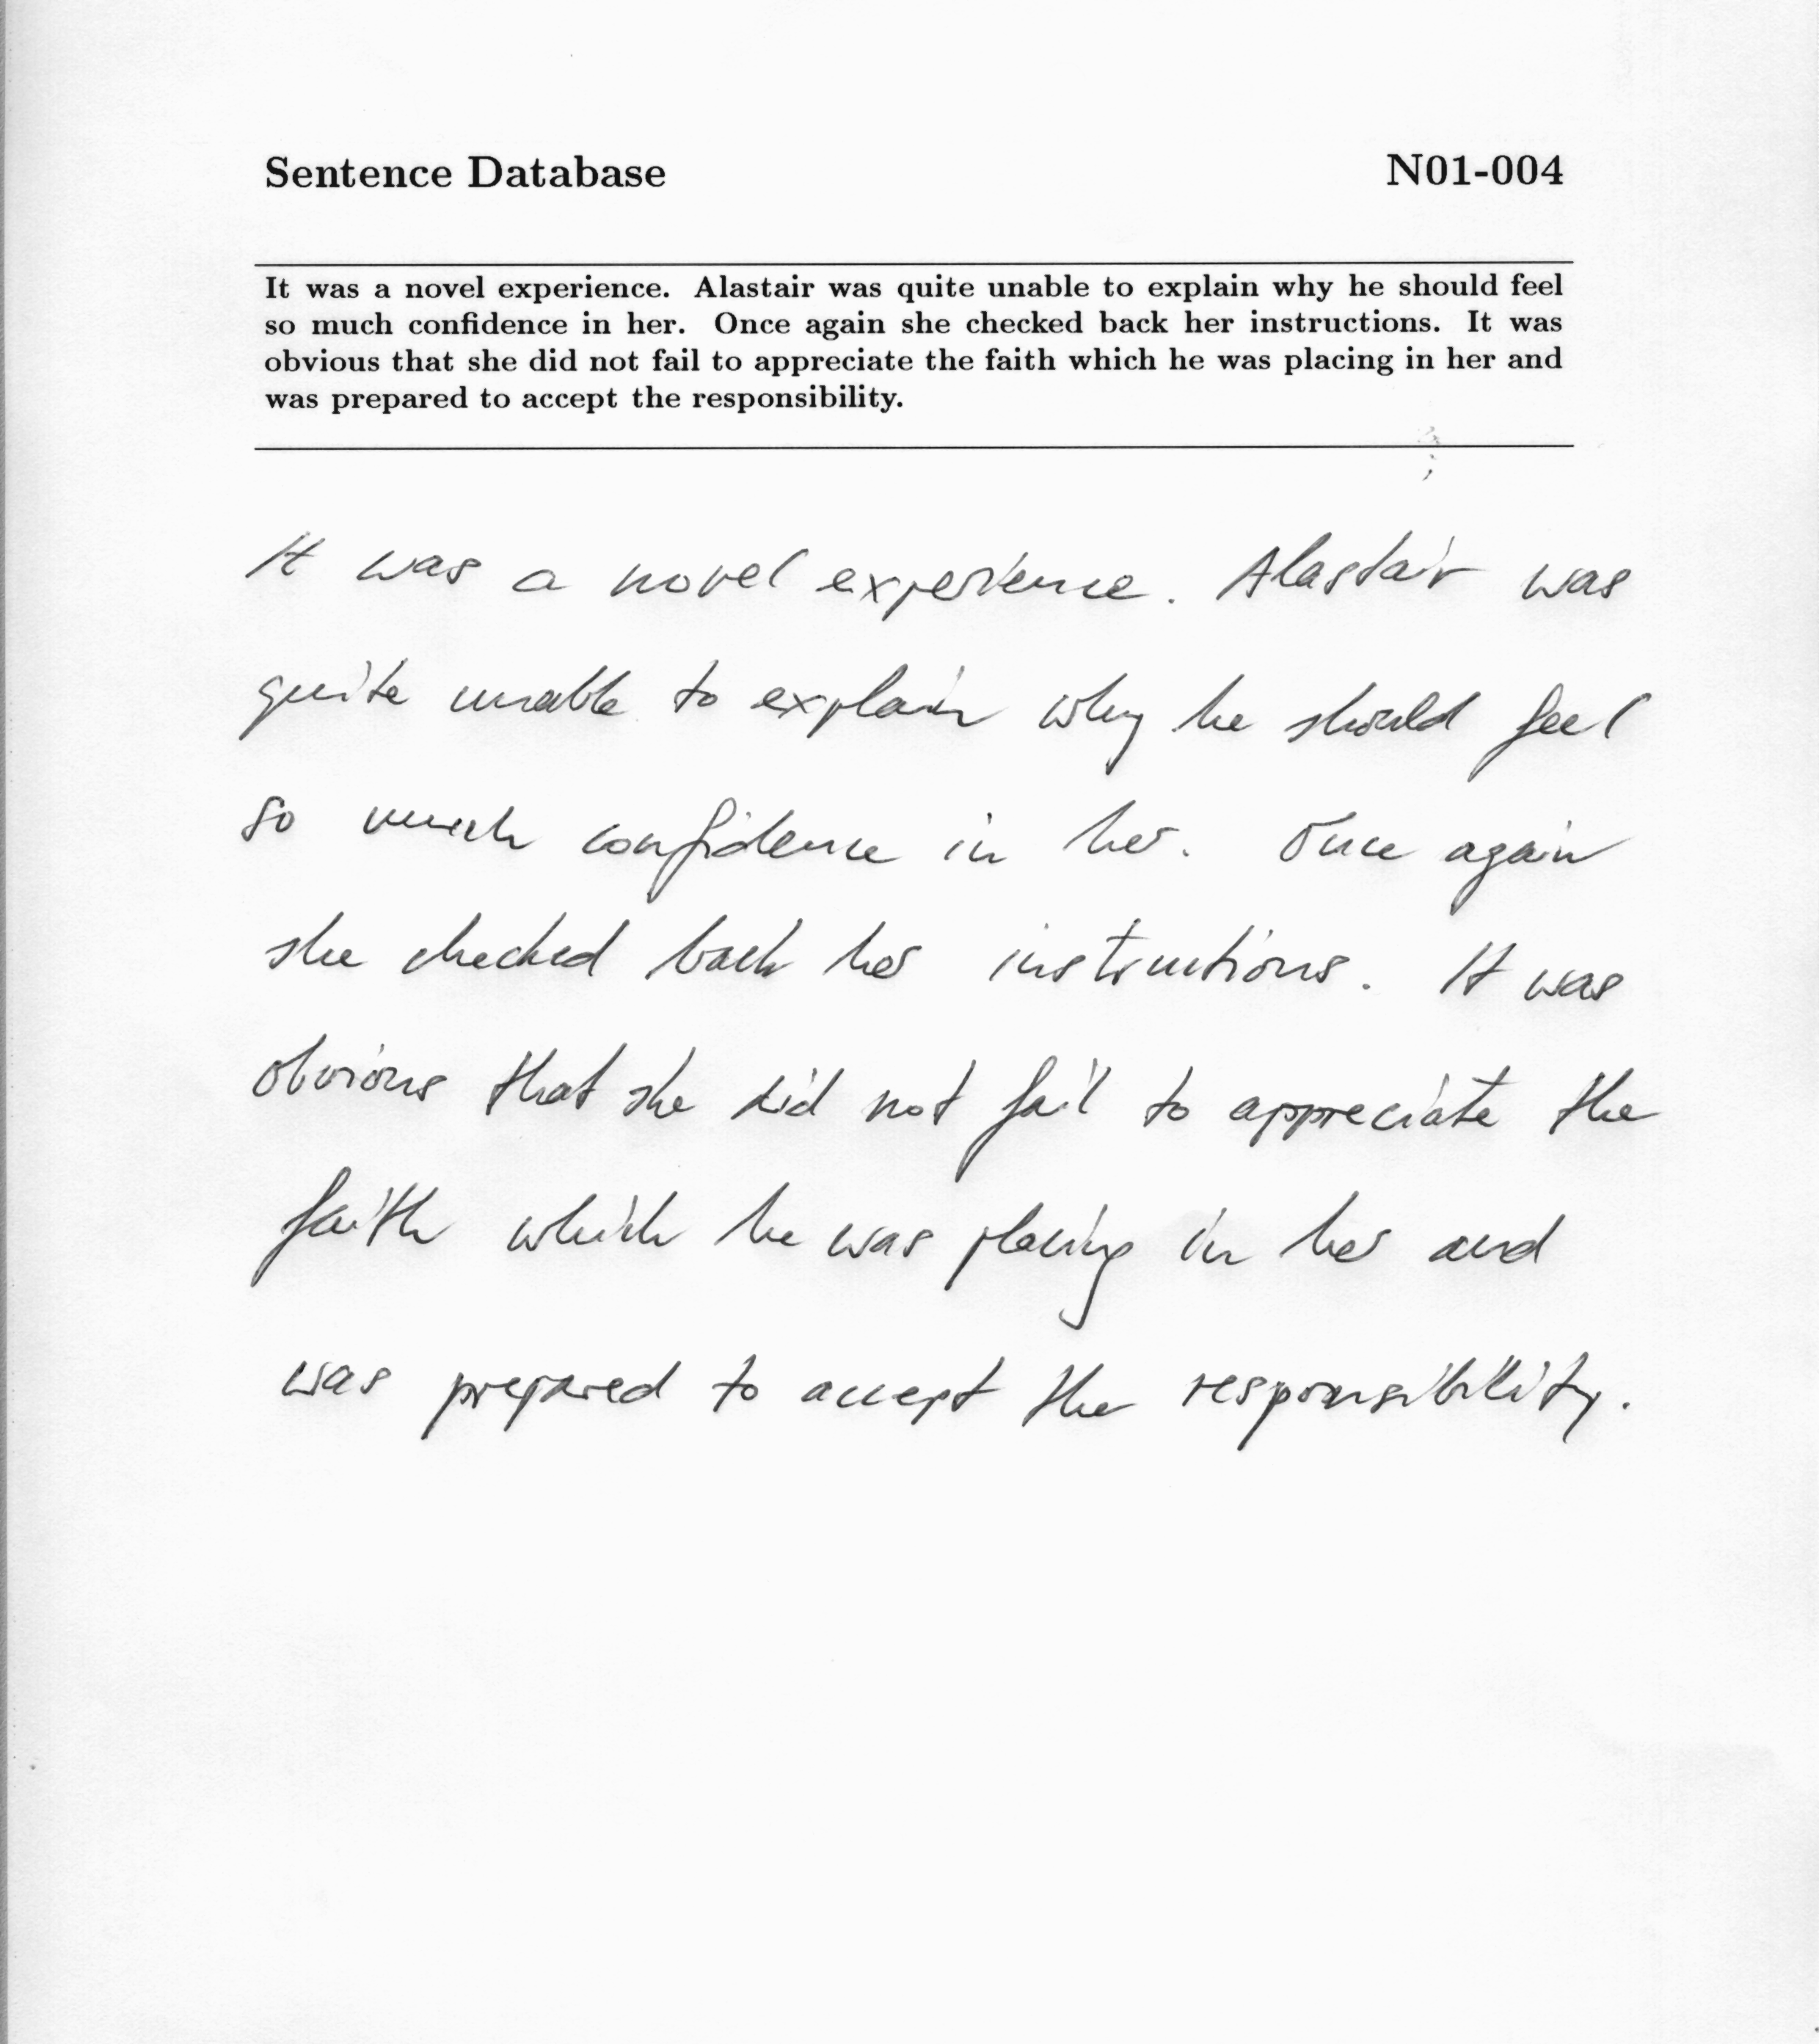 Sentence Database N01-004
It was a novel experience. Alastair was quite unable to explain why he should feel
so much confidence in her. Once again she checked back her instructions. It was
obvious that she did not fail to appreciate the faith which he was placing in her and
was prepared to accept the responsibility.
It was a novel experience. Alastair was
quite unable to explain why he should feel
so much confidence in her. Once again
she checked back her instructions. It was
obvious that she did not fail to appreciate the
faith which he was placing in her and
was prepared to accept the responsibility.